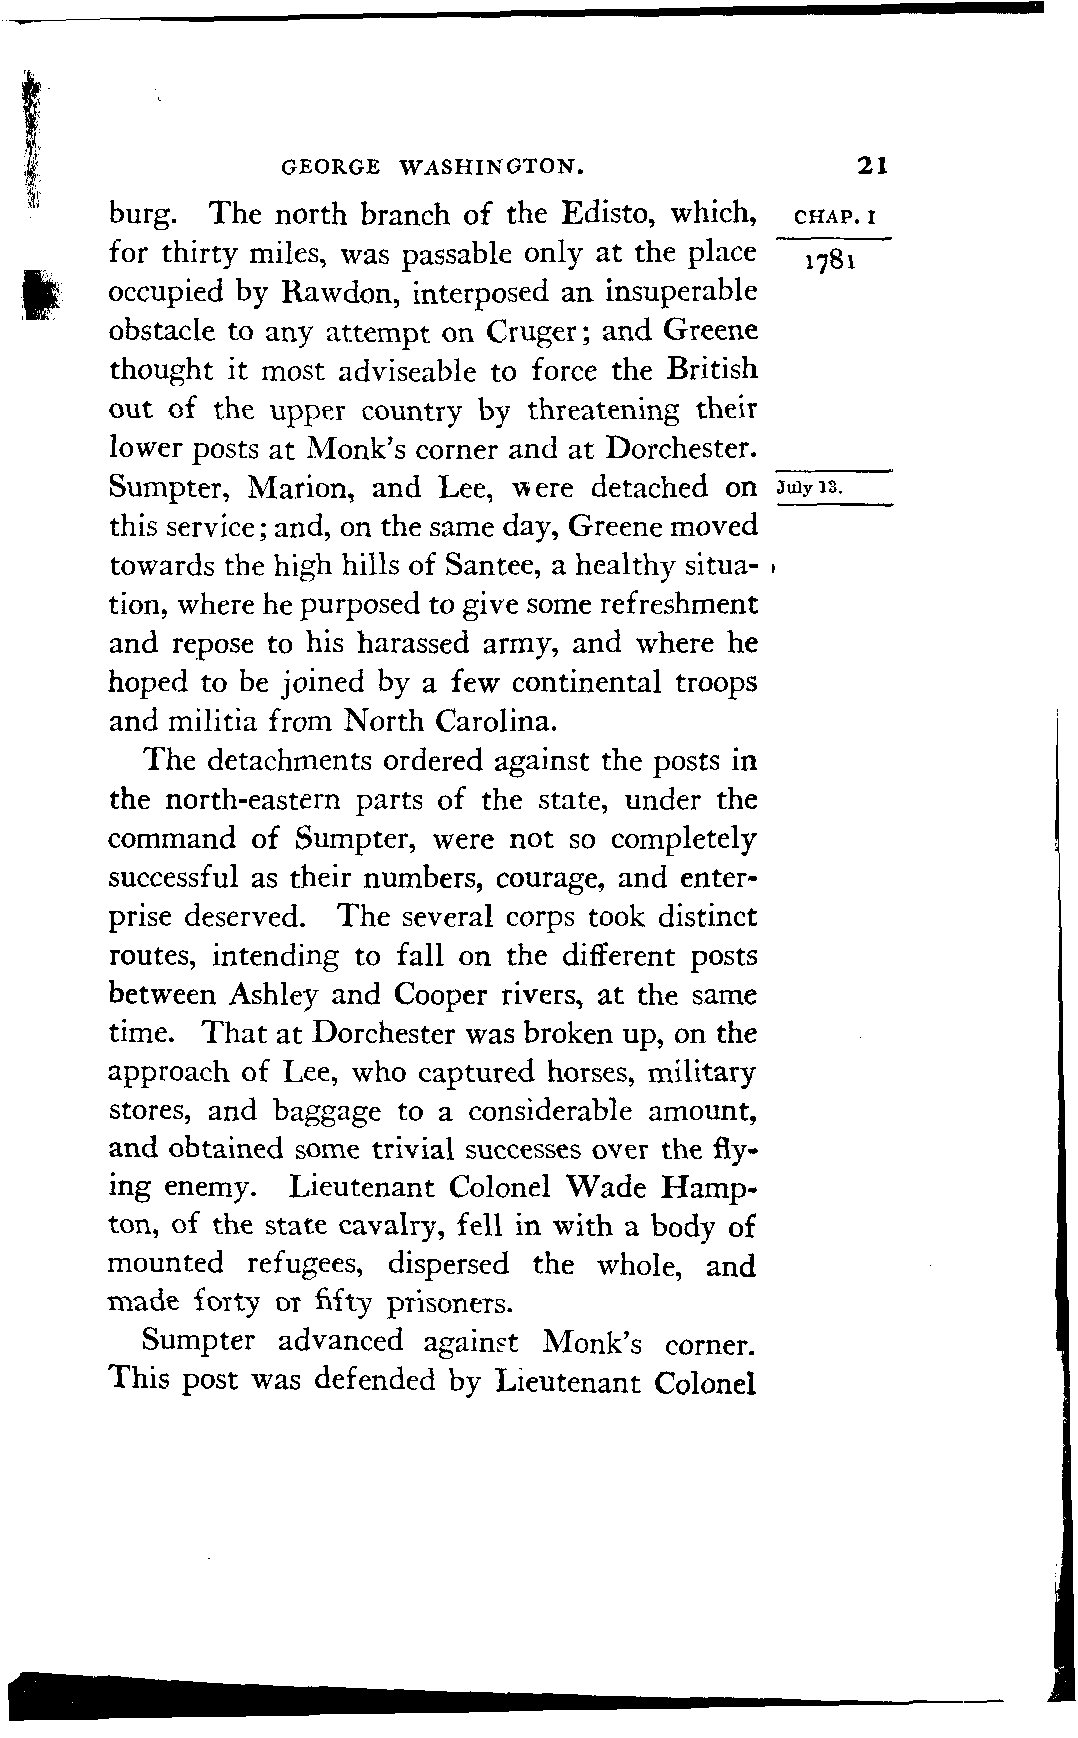 GEORGE WASHINGTON. 21
burg. The north branch of the Edisto, which, CHAP. I
for thirty miles, was passable only at the place 1781
occupied by Rawdon, interposed an insuperable
obstacle to any attempt on Cruger; and Greene
thought it most adviseable to force the British
out of the upper country by threatening their
lower posts at Monk's corner and at Dorchester.
Sumpter, Marion, and Lee, were detached on July 13.
this service; and, on the same day, Greene moved
towards the high hills of Santee, a healthy situa-
tion, where he purposed to give some refreshment
and repose to his harassed army, and where he
hoped to be joined by a few continental troops
and militia from North Carolina.
The detachments ordered against the posts in
the north-eastern parts of the state, under the
command of Sumpter, were not so completely
successful as their numbers, courage, and enter-
prise deserved. The several corps took distinct
routes, intending to fall on the different posts
between Ashley and Cooper rivers, at the same
time. That at Dorchester was broken up, on the
approach of Lee, who captured horses, military
stores, and baggage to a considerable amount,
and obtained some trivial successes over the fly-
ing enemy. Lieutenant Colonel Wade Hamp-
ton, of the state cavalry, fell in with a body of
mounted refugees, dispersed the whole, and
made forty or fifty prisoners.
Sumpter advanced against Monk's corner.
This post was defended by Lieutenant Colonel